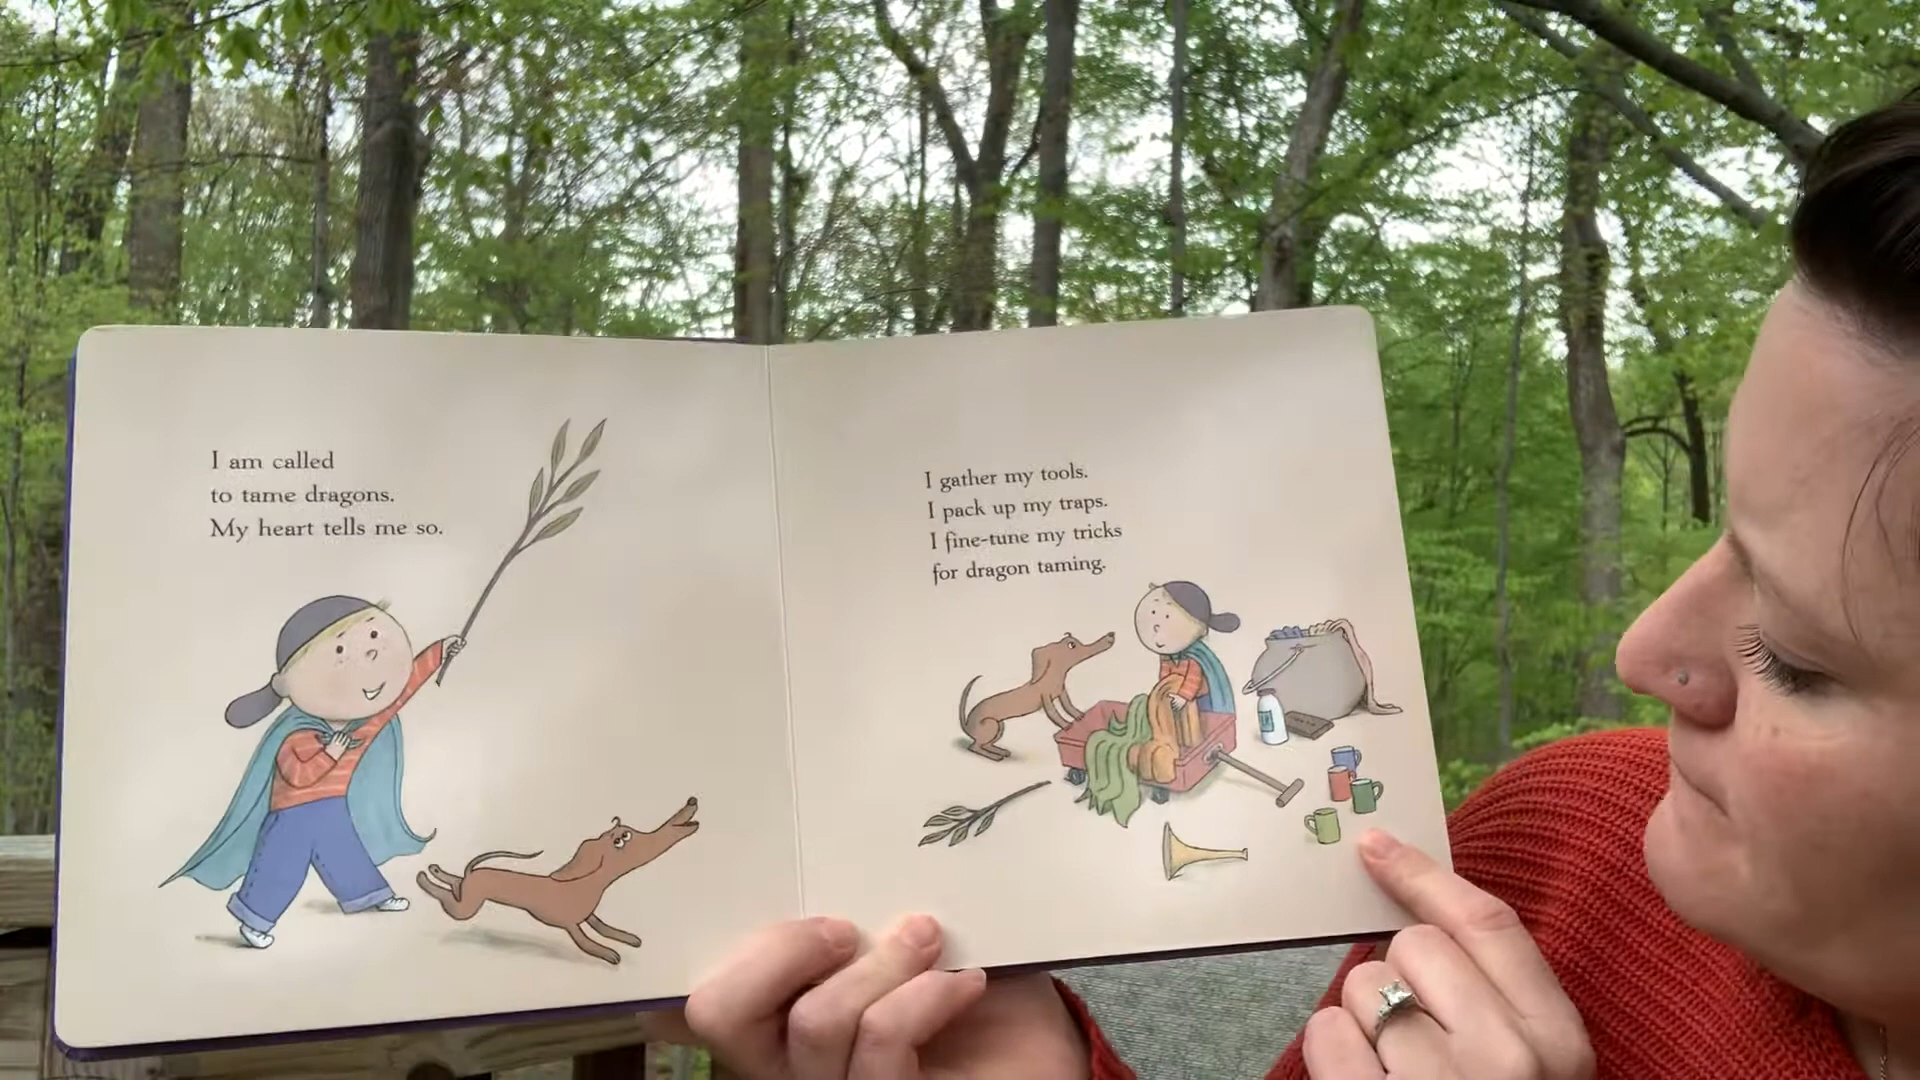 I am called
to tame dragons.
My heart tells me so.
I gather my tools.
I pack up my traps.
I fine-tune my tricks
for dragon taming.